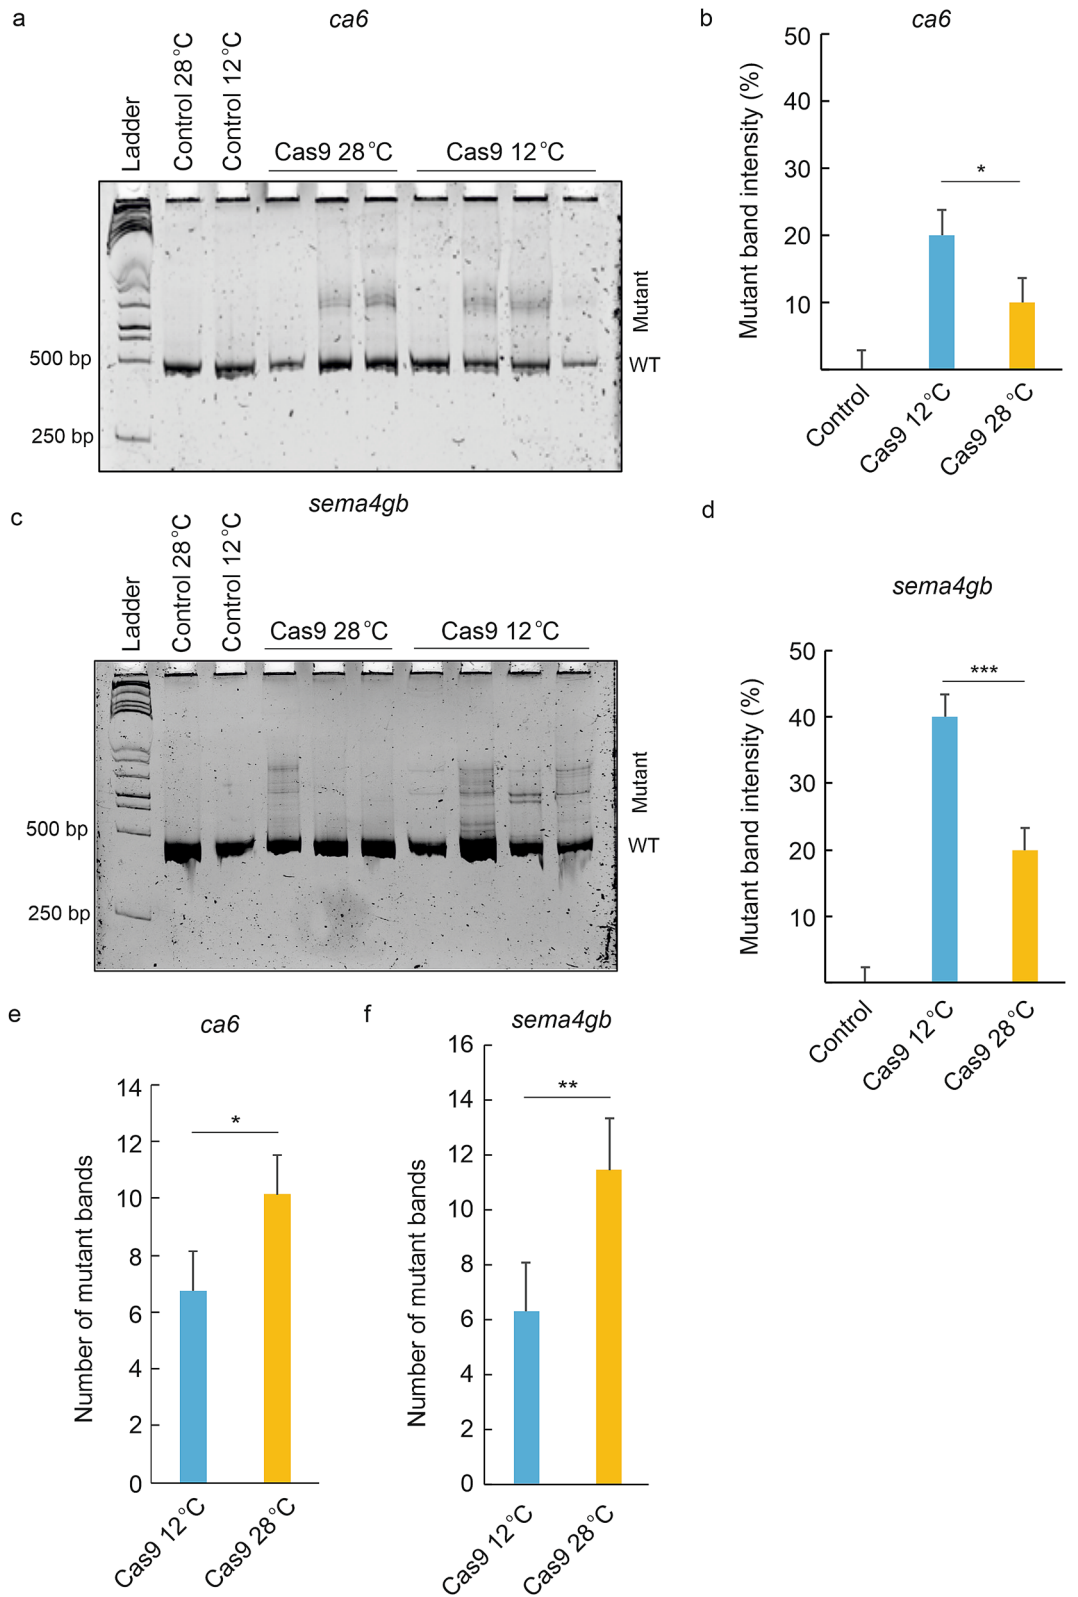 a
ca6
Ladder
Control 28°C
Control 12°C
Cas9 28°C
Cas9 12°C
500 bp
250 bp
Mutant
WT
b
ca6
Mutant band intensity (%)
50
40
30
20
10
*
Control
Cas9 12°C
Cas9 28°C
c
sema4gb
Ladder
Control 28°C
Control 12°C
Cas9 28°C
Cas9 12°C
500 bp
250 bp
Mutant
WT
d
sema4gb
Mutant band intensity (%)
50
40
30
20
10
***
Control
Cas9 12°C
Cas9 28°C
e
ca6
Number of mutant bands
14
12
10
8
6
4
2
0
*
Cas9 12°C
Cas9 28°C
f
sema4gb
Number of mutant bands
16
14
12
10
8
6
4
2
0
**
Cas9 12°C
Cas9 28°C